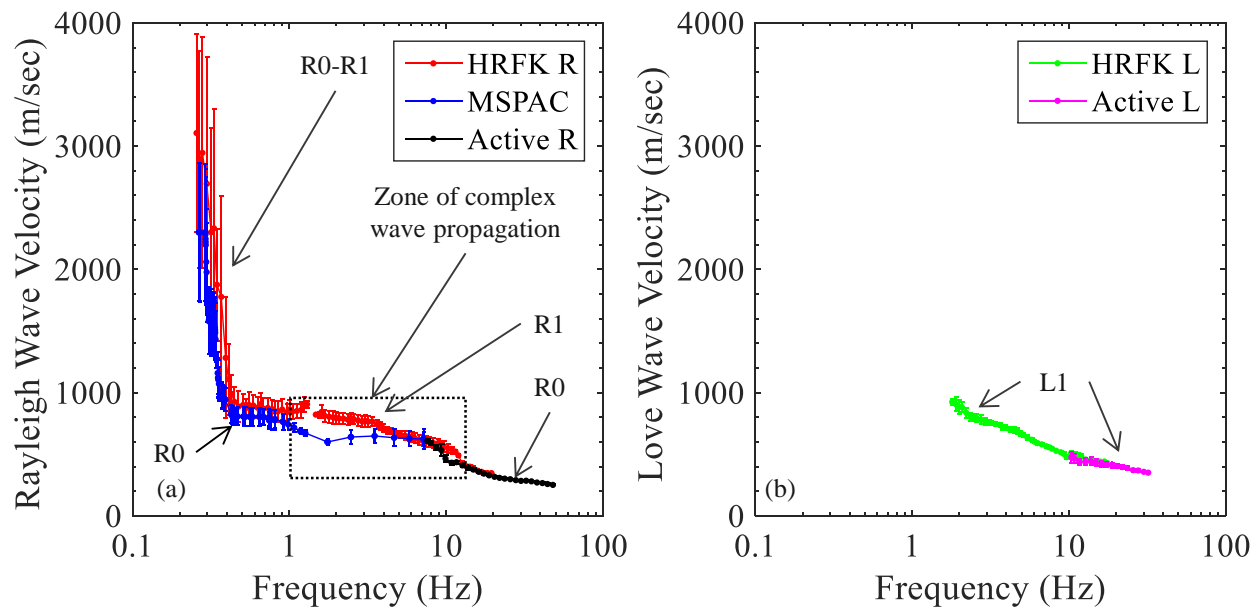 4000
3000
2000
1000
0
Rayleigh Wave Velocity (m/sec)
R0-R1
HRFK R
MSPAC
Active R
Zone of complex
wave propagation
R1
R0
R0
(a)
0.1
1
10
100
Frequency (Hz)
4000
3000
2000
1000
0
Love Wave Velocity (m/sec)
HRFK L
Active L
L1
(b)
0.1
1
10
100
Frequency (Hz)